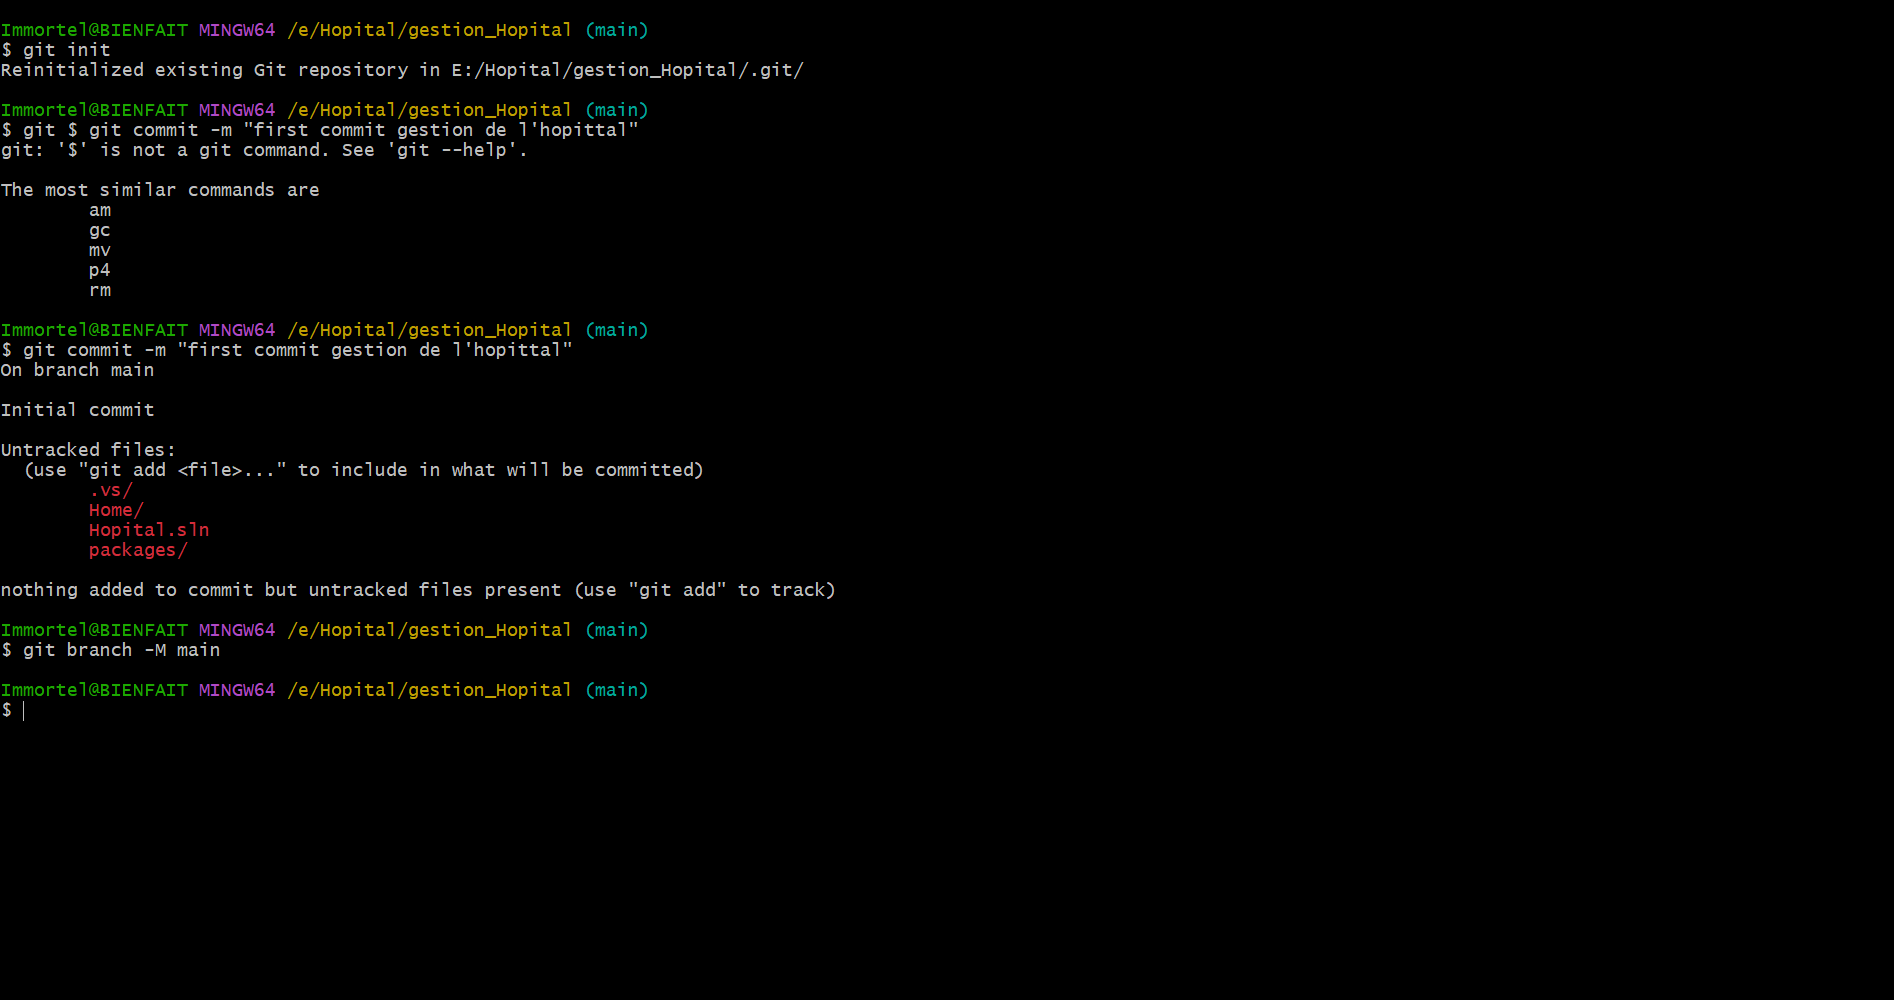 Immortel@BIENFAIT MINGW64 /e/Hopital/gestion_Hopital (main)
$ git init
Reinitialized existing Git repository in E:/Hopital/gestion_Hopital/.git/
Immortel@BIENFAIT MINGW64 /e/Hopital/gestion_Hopital (main)
$ git $ git commit -m "first commit gestion de l'hopittal"
git: '$' is not a git command. See 'git --help'.
The most similar commands are
am
gc
mv
p4
rm
Immortel@BIENFAIT MINGW64 /e/Hopital/gestion_Hopital (main)
$ git commit -m "first commit gestion de l'hopittal"
On branch main
Initial commit
Untracked files:
(use "git add <file>..." to include in what will be committed)
.vs/
Home/
Hopital.sln
packages/
nothing added to commit but untracked files present (use "git add" to track)
Immortel@BIENFAIT MINGW64 /e/Hopital/gestion_Hopital (main)
$ git branch -M main
Immortel@BIENFAIT MINGW64 /e/Hopital/gestion_Hopital (main)
$